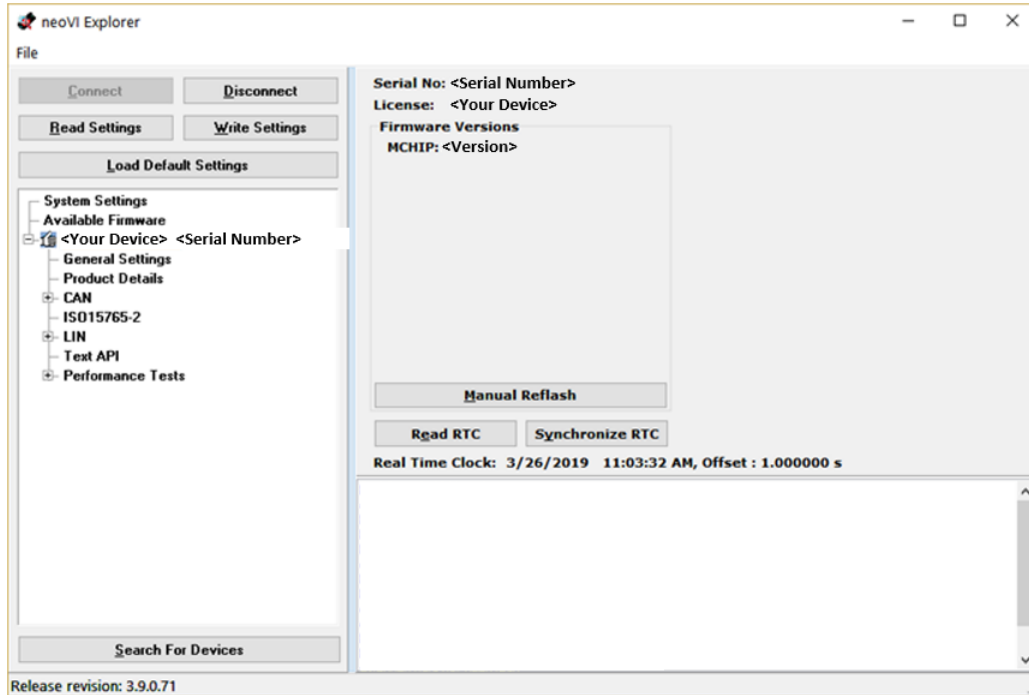 neoVI Explorer
File
Connect
Disconnect
Read Settings
Write Settings
Load Default Settings
System Settings
Available Firmware
<Your Device> <Serial Number>
General Settings
Product Details
CAN
ISO15765-2
LIN
Text API
Performance Tests
Search For Devices
Serial No: <Serial Number>
License: <Your Device>
Firmware Versions
MCHIP: <Version>
Manual Reflash
Read RTC
Synchronize RTC
Real Time Clock: 3/26/2019 11:03:32 AM, Offset : 1.000000 s
Release revision: 3.9.0.71